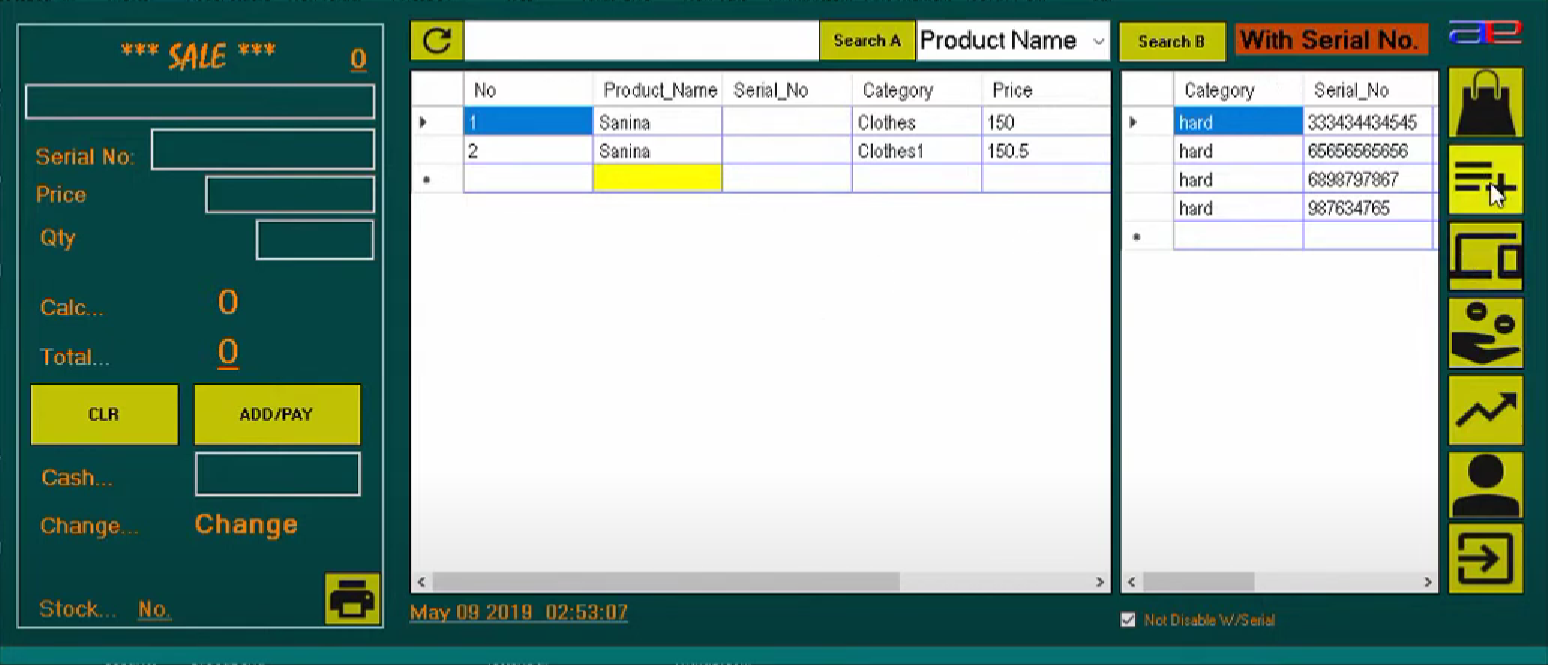 *** SALE ***
0
Serial No:
Price
Qty
Calc... 0
Total... 0
CLR ADD/PAY
Cash...
Change... Change
Stock... No.
Search A Product Name
No Product_Name Serial_No Category Price
1 Sanina Clothes 150
2 Sanina Clothes1 150.5
May 09 2019 02:53:07
Search B With Serial No.
Category Serial_No
hard 333434434545
hard 65656565656
hard 6898797867
hard 987634765
Not Disable W/Serial
ae